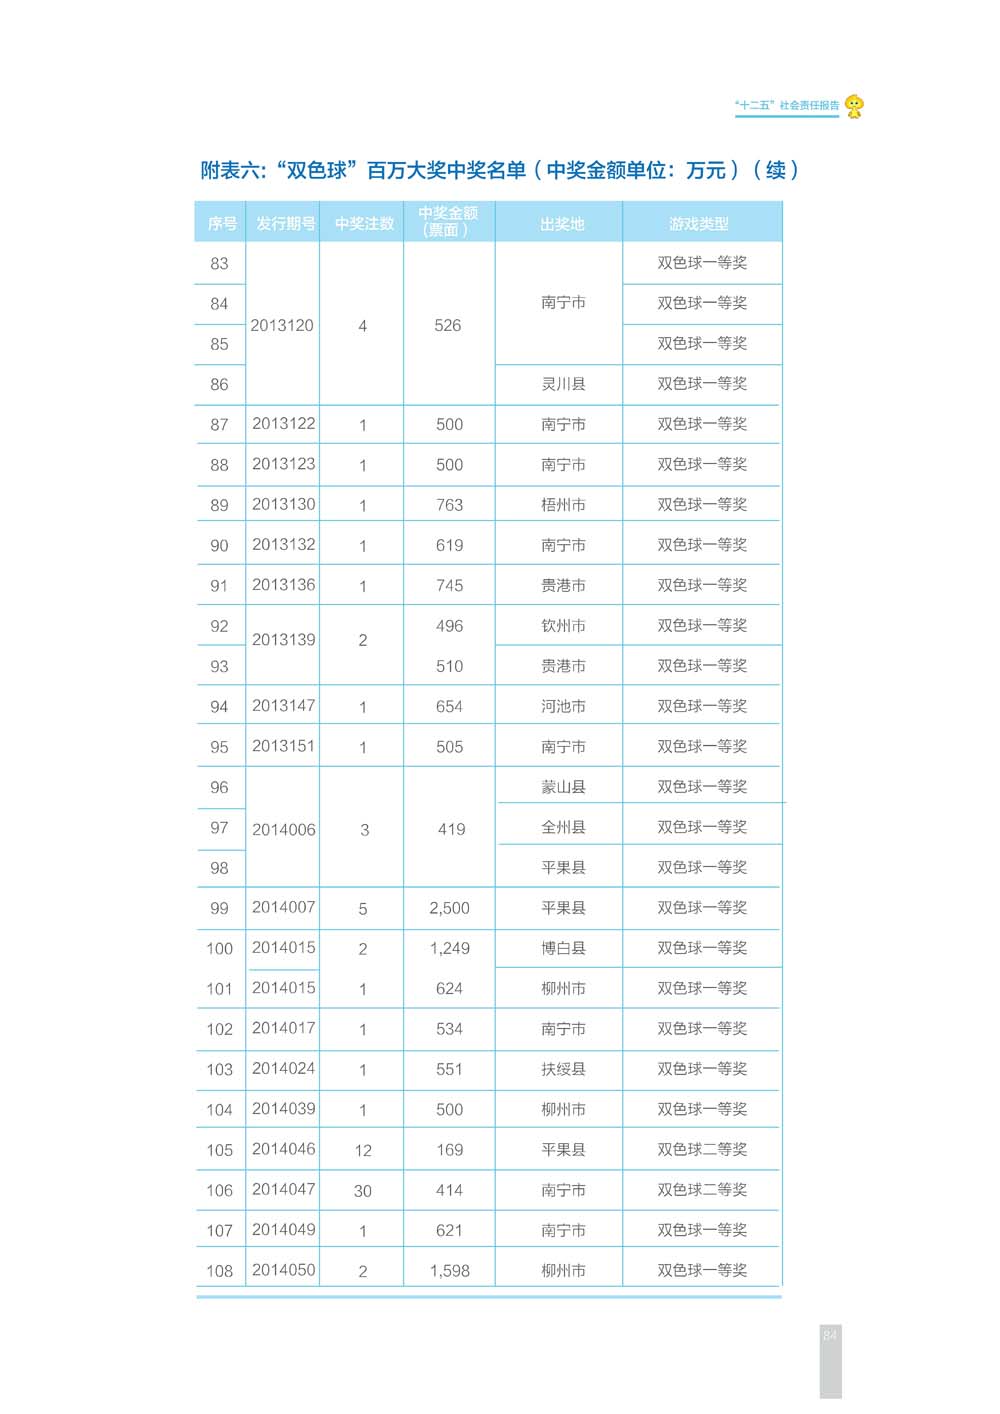 “十二五”社会责任报告
附表六：“双色球”百万大奖中奖名单（中奖金额单位：万元）（续）
序号 发行期号 中奖注数 中奖金额（票面） 出奖地 游戏类型
83 2013120 4 526 南宁市 双色球一等奖
84 双色球一等奖
85 双色球一等奖
86 灵川县 双色球一等奖
87 2013122 1 500 南宁市 双色球一等奖
88 2013123 1 500 南宁市 双色球一等奖
89 2013130 1 763 梧州市 双色球一等奖
90 2013132 1 619 南宁市 双色球一等奖
91 2013136 1 745 贵港市 双色球一等奖
92 2013139 2 496 钦州市 双色球一等奖
93 510 贵港市 双色球一等奖
94 2013147 1 654 河池市 双色球一等奖
95 2013151 1 505 南宁市 双色球一等奖
96 2014006 3 419 蒙山县 双色球一等奖
97 全州县 双色球一等奖
98 平果县 双色球一等奖
99 2014007 5 2,500 平果县 双色球一等奖
100 2014015 2 1,249 博白县 双色球一等奖
101 2014015 1 624 柳州市 双色球一等奖
102 2014017 1 534 南宁市 双色球一等奖
103 2014024 1 551 扶绥县 双色球一等奖
104 2014039 1 500 柳州市 双色球一等奖
105 2014046 12 169 平果县 双色球二等奖
106 2014047 30 414 南宁市 双色球二等奖
107 2014049 1 621 南宁市 双色球一等奖
108 2014050 2 1,598 柳州市 双色球一等奖
84